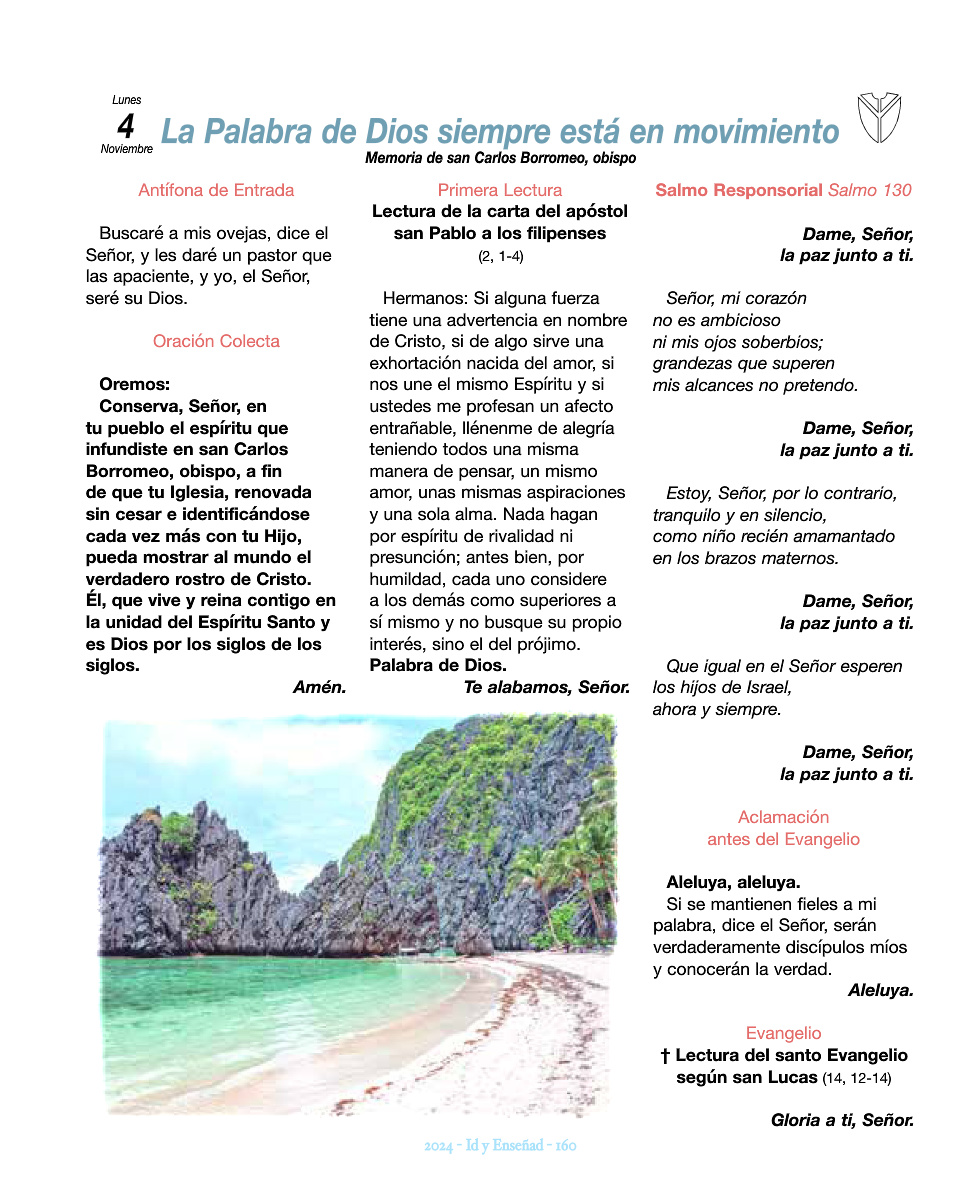 Lunes
4
Noviembre
La Palabra de Dios siempre está en movimiento
Memoria de san Carlos Borromeo, obispo
Antífona de Entrada
Buscaré a mis ovejas, dice el
Señor, y les daré un pastor que
las apaciente, y yo, el Señor,
seré su Dios.
Oración Colecta
Oremos:
Conserva, Señor, en
tu pueblo el espíritu que
infundiste en san Carlos
Borromeo, obispo, a fin
de que tu Iglesia, renovada
sin cesar e identificándose
cada vez más con tu Hijo,
pueda mostrar al mundo el
verdadero rostro de Cristo.
Él, que vive y reina contigo en
la unidad del Espíritu Santo y
es Dios por los siglos de los
siglos.
Amén.
Primera Lectura
Lectura de la carta del apóstol
san Pablo a los filipenses
(2, 1-4)
Hermanos: Si alguna fuerza
tiene una advertencia en nombre
de Cristo, si de algo sirve una
exhortación nacida del amor, si
nos une el mismo Espíritu y si
ustedes me profesan un afecto
entrañable, llénenme de alegría
teniendo todos una misma
manera de pensar, un mismo
amor, unas mismas aspiraciones
y una sola alma. Nada hagan
por espíritu de rivalidad ni
presunción; antes bien, por
humildad, cada uno considere
a los demás como superiores a
sí mismo y no busque su propio
interés, sino el del prójimo.
Palabra de Dios.
Te alabamos, Señor.
Salmo Responsorial Salmo 130
Dame, Señor,
la paz junto a ti.
Señor, mi corazón
no es ambicioso
ni mis ojos soberbios;
grandezas que superen
mis alcances no pretendo.
Dame, Señor,
la paz junto a ti.
Estoy, Señor, por lo contrario,
tranquilo y en silencio,
como niño recién amamantado
en los brazos maternos.
Dame, Señor,
la paz junto a ti.
Que igual en el Señor esperen
los hijos de Israel,
ahora y siempre.
Dame, Señor,
la paz junto a ti.
Aclamación
antes del Evangelio
Aleluya, aleluya.
Si se mantienen fieles a mi
palabra, dice el Señor, serán
verdaderamente discípulos míos
y conocerán la verdad.
Aleluya.
Evangelio
† Lectura del santo Evangelio
según san Lucas (14, 12-14)
Gloria a ti, Señor.
2024 - Id y Enseñad - 160